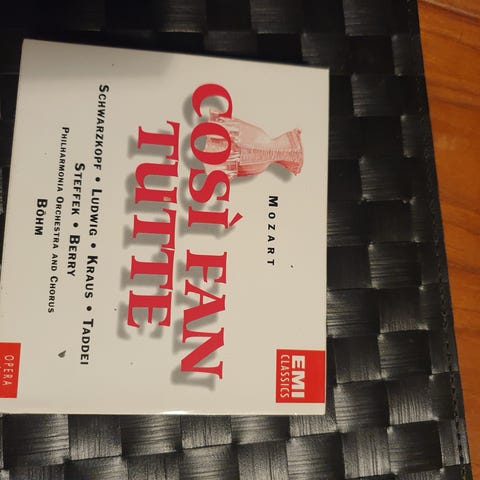 MOZART
COSÌ FAN
TUTTE
SCHWARZKOPF • LUDWIG • KRAUS • TADDEI
STEFFEK • BERRY
PHILHARMONIA ORCHESTRA AND CHORUS
BÖHM
EMI
CLASSICS
OPERA